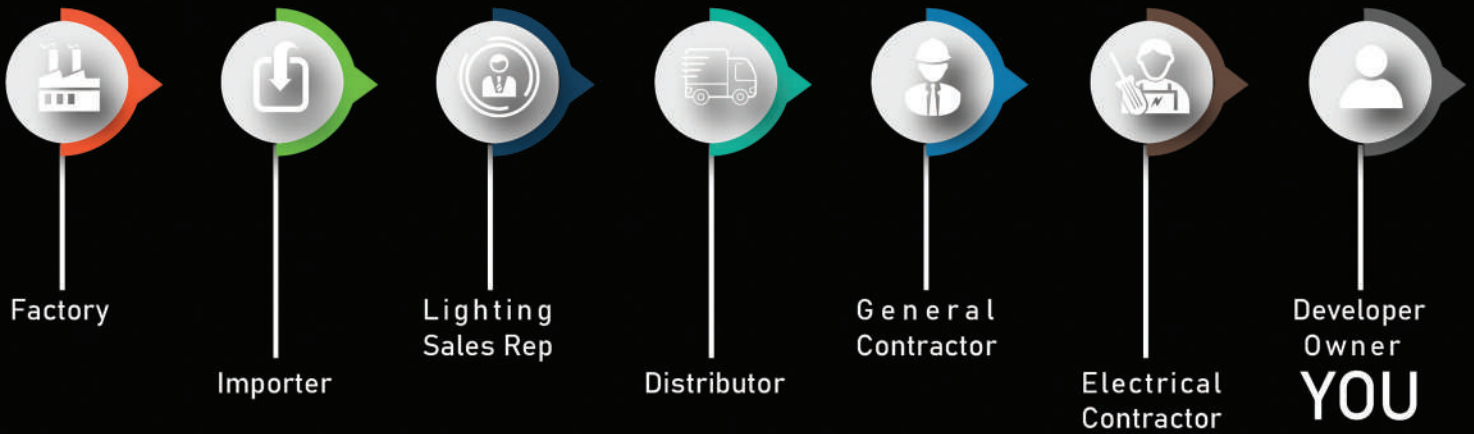 Factory
Importer
Lighting
Sales Rep
Distributor
General
Contractor
Electrical
Contractor
Developer
Owner
YOU